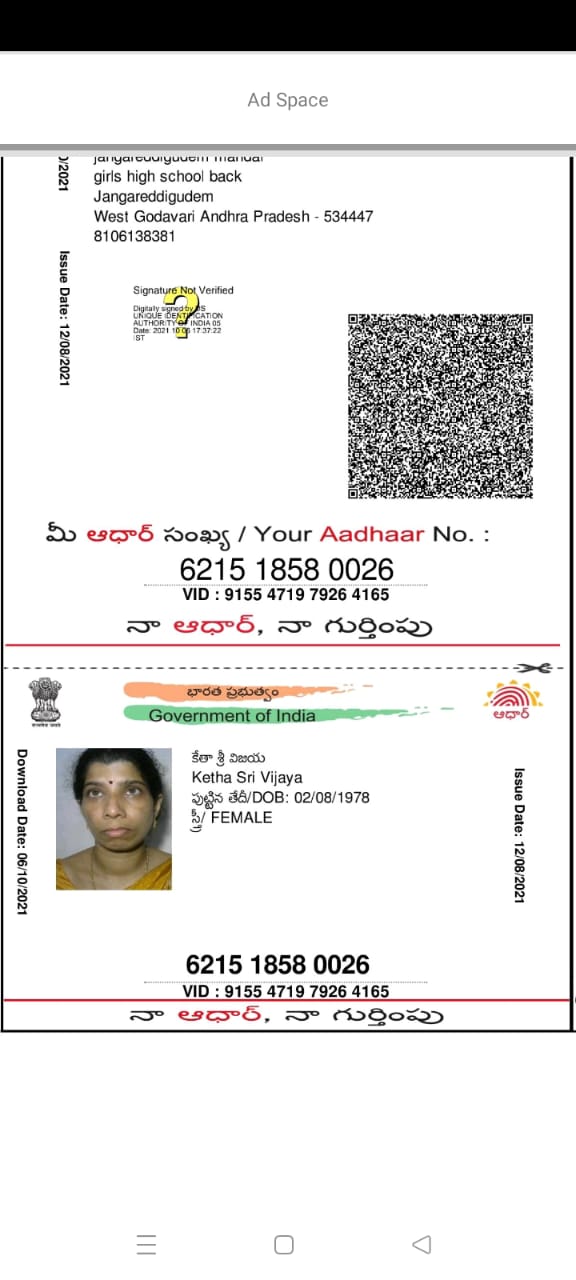 Ad Space
jangareddigudem mandal
girls high school back
Jangareddigudem
West Godavari Andhra Pradesh - 534447
8106138381
Issue Date: 12/08/2021
Signature Not Verified
Digitally signed by DS
UNIQUE IDENTIFICATION
AUTHORITY OF INDIA 05
Date: 2021.10.06 17:37:22
IST
మీ ఆధార్ సంఖ్య / Your Aadhaar No. :
6215 1858 0026
VID : 9155 4719 7926 4165
నా ఆధార్, నా గుర్తింపు
భారత ప్రభుత్వం
Government of India
ఆధార్
Download Date: 06/10/2021
కేతా శ్రీ విజయ
Ketha Sri Vijaya
పుట్టిన తేదీ/DOB: 02/08/1978
స్త్రీ/ FEMALE
Issue Date: 12/08/2021
6215 1858 0026
VID : 9155 4719 7926 4165
నా ఆధార్, నా గుర్తింపు